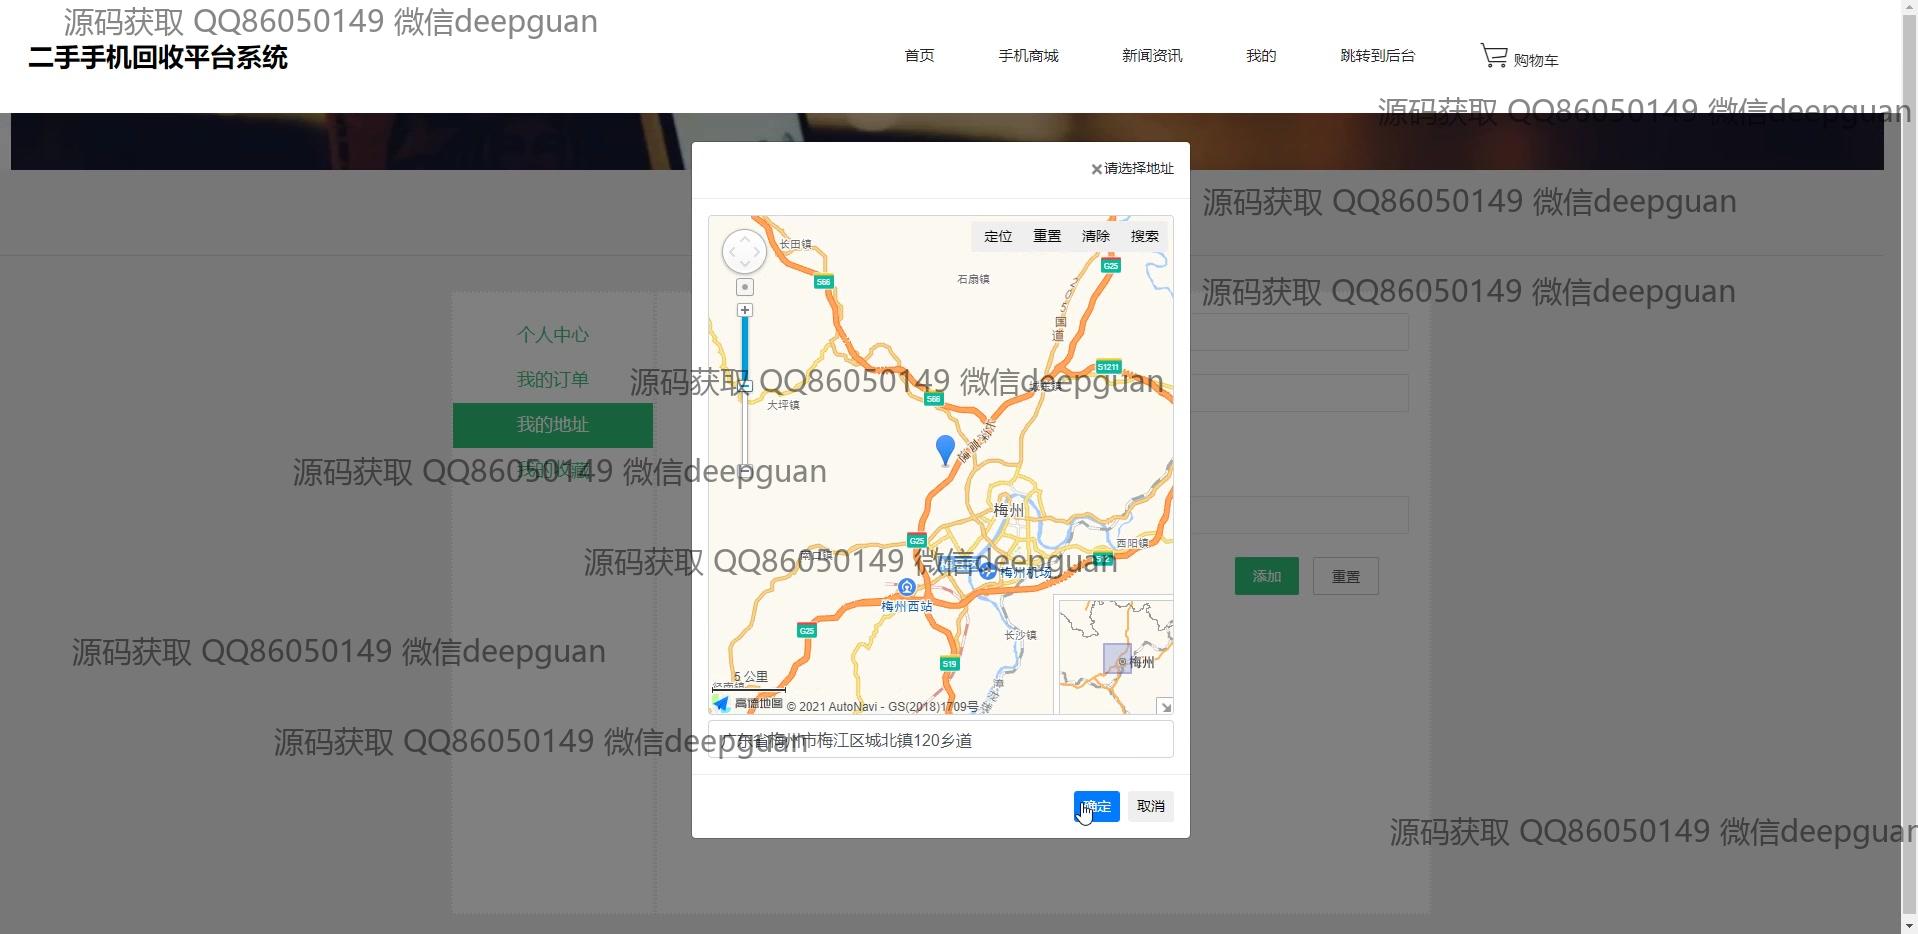 源码获取 QQ86050149 微信deepguan
二手手机回收平台系统
首页
手机商城
新闻资讯
我的
跳转到后台
购物车
源码获取 QQ86050149 微信deepguan
×请选择地址
源码获取 QQ86050149 微信deepguan
定位
重置
清除
搜索
长田镇
G25
石扇镇
S66
源码获取 QQ86050149 微信deepguan
国道
个人中心
S1211
我的订单
源码获取 QQ86050149 微信deepguan
S66
大坪镇
我的地址
我的收藏
源码获取 QQ86050149 微信deepguan
梅州
G25
西阳镇
源码获取 QQ86050149 微信deepguan
S12
梅州机场
添加
重置
梅州西站
G25
长沙镇
源码获取 QQ86050149 微信deepguan
S19
梅州
5 公里
高德地图
© 2021 AutoNavi - GS(2018)1709号
源码获取 QQ86050149 微信deepguan
广东省梅州市梅江区城北镇120乡道
确定
取消
源码获取 QQ86050149 微信deepguan